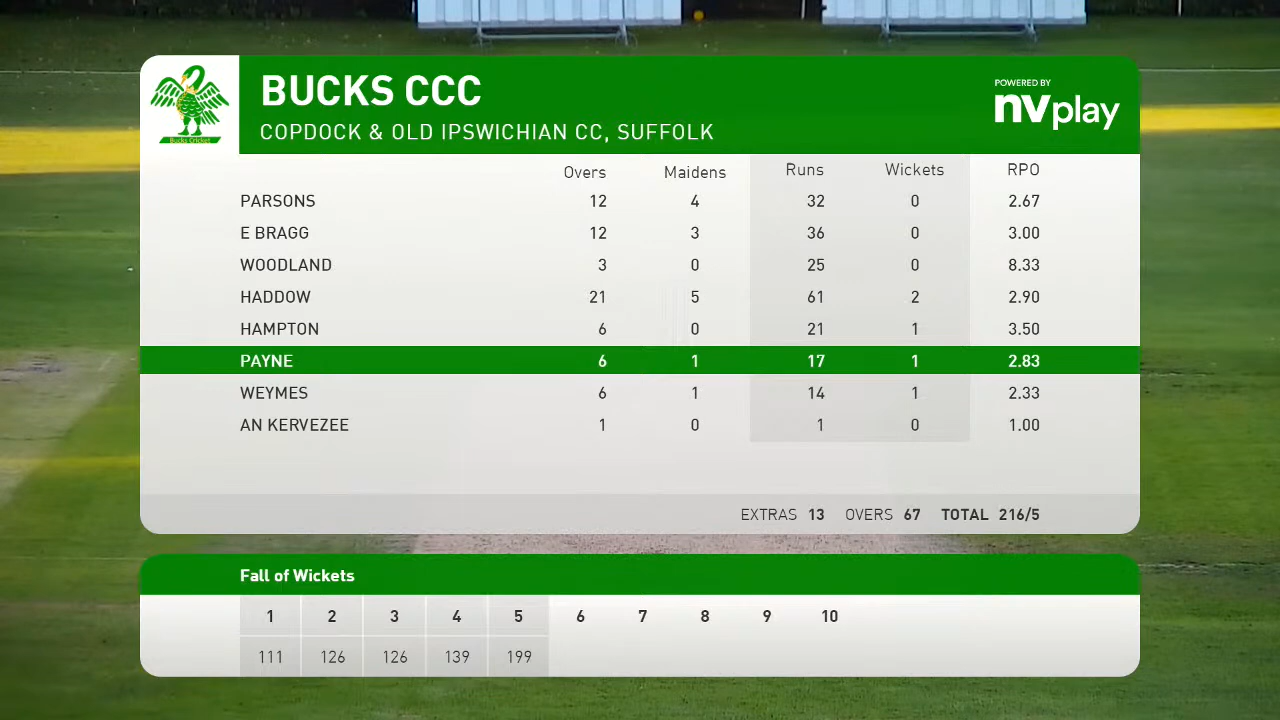 BUCKS CCC
COPDOCK & OLD IPSWICHIAN CC, SUFFOLK
POWERED BY
nvplay
Bucks Cricket
Overs Maidens Runs Wickets RPO
PARSONS 12 4 32 0 2.67
E BRAGG 12 3 36 0 3.00
WOODLAND 3 0 25 0 8.33
HADDOW 21 5 61 2 2.90
HAMPTON 6 0 21 1 3.50
PAYNE 6 1 17 1 2.83
WEYMES 6 1 14 1 2.33
AN KERVEZEE 1 0 1 0 1.00
EXTRAS 13 OVERS 67 TOTAL 216/5
Fall of Wickets
1 2 3 4 5 6 7 8 9 10
111 126 126 139 199